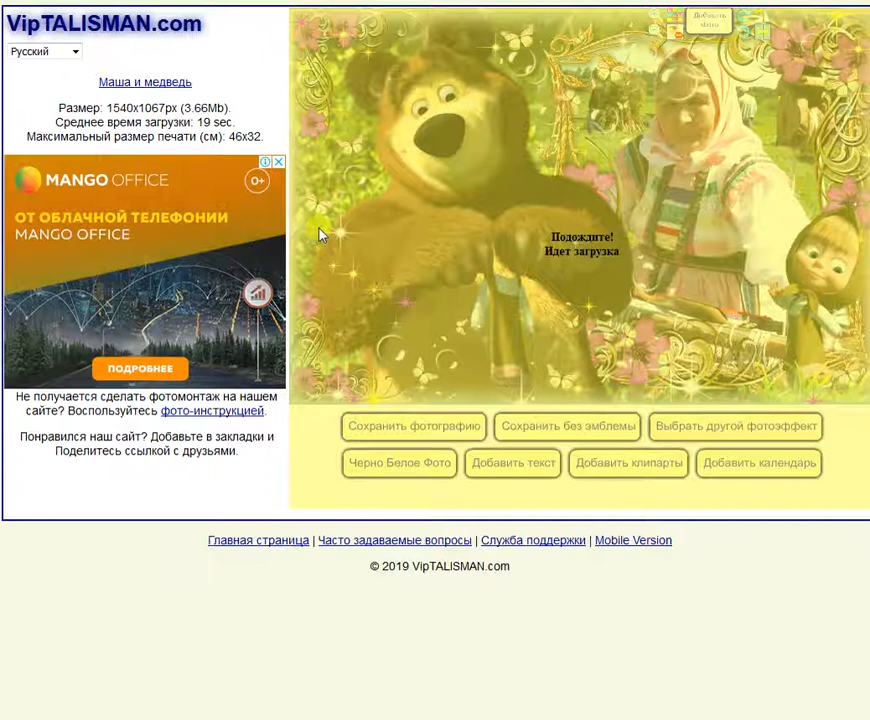 VipTALISMAN.com
Русский
Маша и медведь
Размер: 1540x1067px (3.66Mb).
Среднее время загрузки: 19 sec.
Максимальный размер печати (см): 46x32.
MANGO OFFICE
0+
ОТ ОБЛАЧНОЙ ТЕЛЕФОНИИ
MANGO OFFICE
ПОДРОБНЕЕ
Не получается сделать фотомонтаж на нашем
сайте? Воспользуйтесь фото-инструкцией.
Понравился наш сайт? Добавьте в закладки и
Поделитесь ссылкой с друзьями.
Добавить
Фото
Подождите!
Идет загрузка
Сохранить фотографию
Сохранить без эмблемы
Выбрать другой фотоэффект
Черно Белое Фото
Добавить текст
Добавить клипарты
Добавить календарь
Главная страница | Часто задаваемые вопросы | Служба поддержки | Mobile Version
© 2019 VipTALISMAN.com